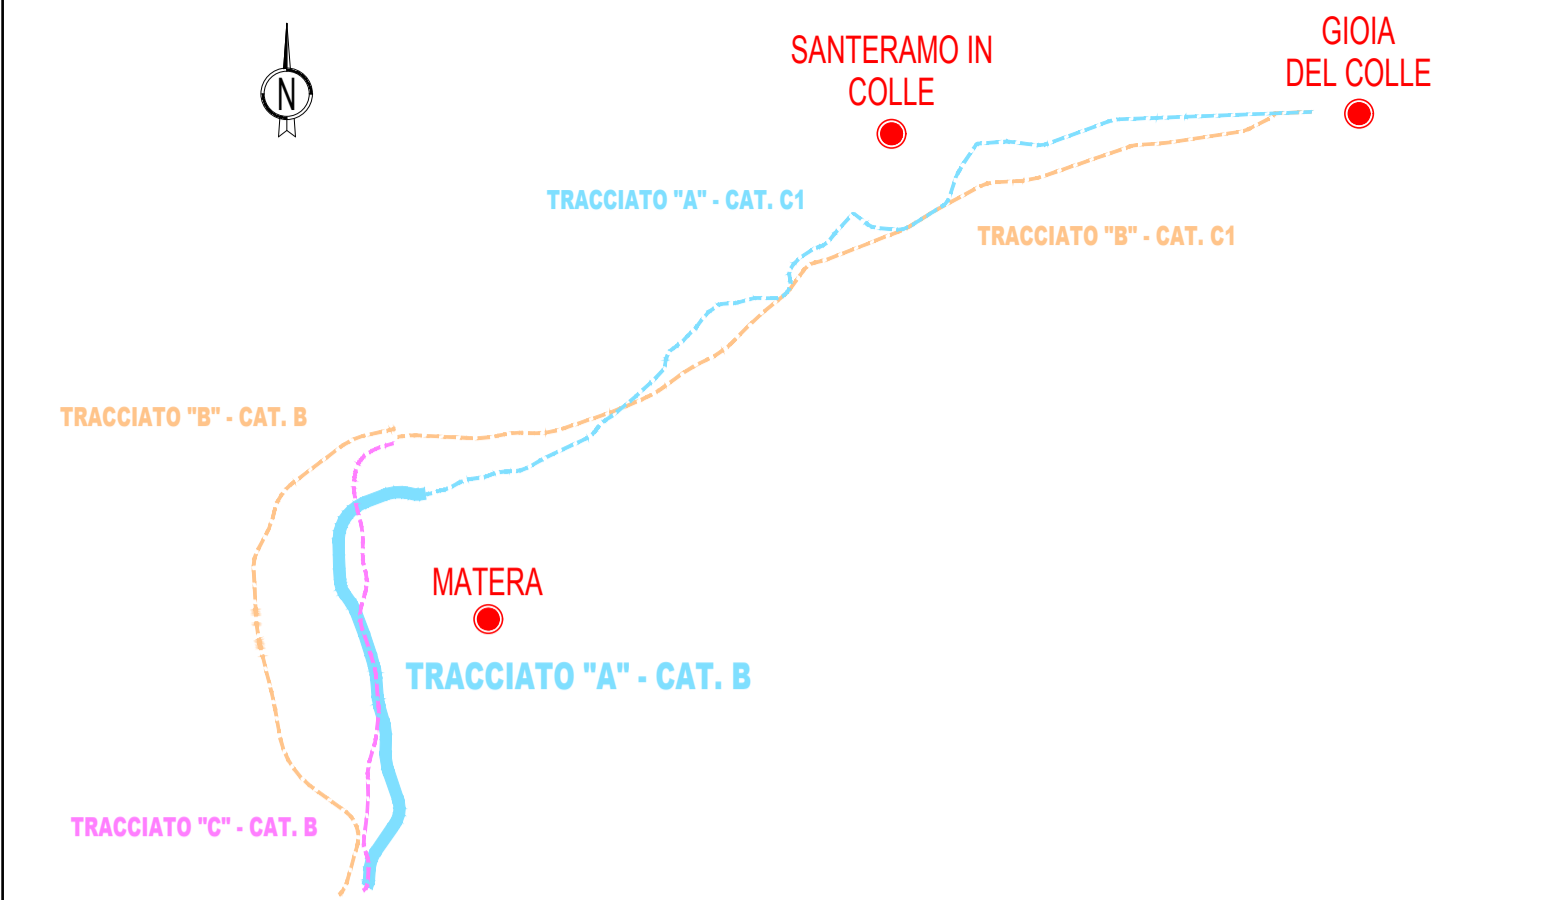 GIOIA
DEL COLLE
SANTERAMO IN
COLLE
N
TRACCIATO "A" - CAT. C1
TRACCIATO "B" - CAT. C1
TRACCIATO "B" - CAT. B
MATERA
TRACCIATO "A" - CAT. B
TRACCIATO "C" - CAT. B